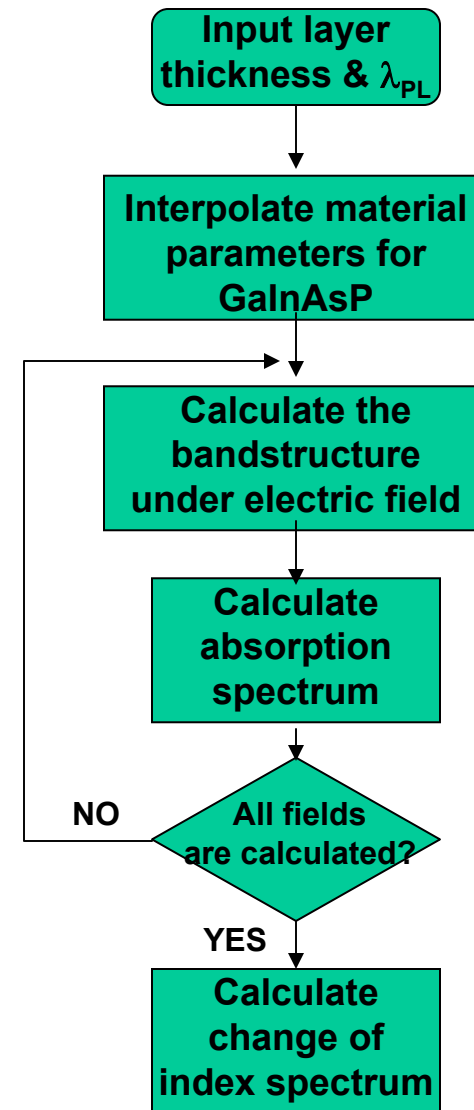 Input layer
thickness & λPL
Interpolate material
parameters for
GaInAsP
Calculate the
bandstructure
under electric field
Calculate
absorption
spectrum
NO
All fields
are calculated?
YES
Calculate
change of
index spectrum